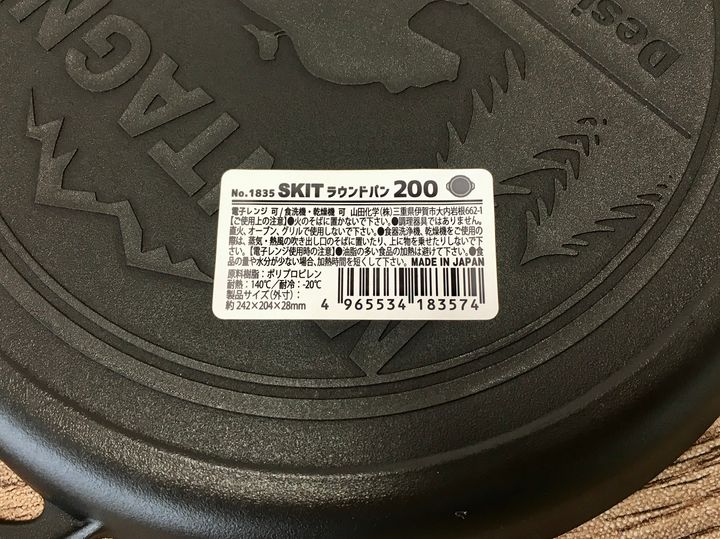 Desi
NTAGN
No.1835 SKIT ラウンドパン 200
電子レンジ 可/食洗機・乾燥機 可 山田化学(株)三重県伊賀市大内岩根662-1
【ご使用上の注意】●火のそばに置かないで下さい。●調理器具ではありません。
直火、オーブン、グリルで使用しないで下さい。●食器洗浄機、乾燥機をご使用の
際は、蒸気・熱風の吹き出し口のそばに置いたり、上に物を乗せたりしないで下
さい。【電子レンジ使用時の注意】●油脂の多い食品の加熱は避けて下さい。●食
品の量や水分が少ない場合、加熱時間を短くして下さい。 MADE IN JAPAN
原料樹脂：ポリプロピレン
耐熱：140℃/耐冷：-20℃
製品サイズ(外寸)：
約242×204×28mm
4 965534 183574